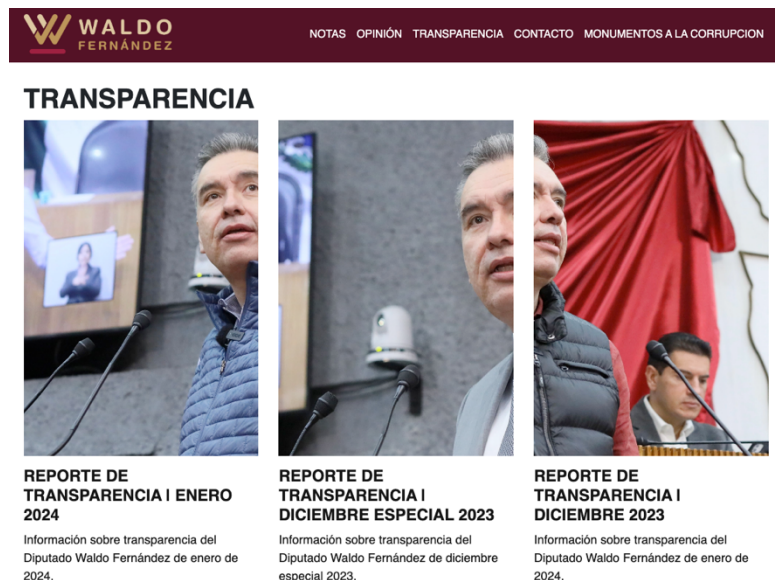 WALDO
FERNÁNDEZ
NOTAS OPINIÓN TRANSPARENCIA CONTACTO MONUMENTOS A LA CORRUPCION
TRANSPARENCIA
REPORTE DE
TRANSPARENCIA | ENERO
2024
Información sobre transparencia del
Diputado Waldo Fernández de enero de
2024.
REPORTE DE
TRANSPARENCIA |
DICIEMBRE ESPECIAL 2023
Información sobre transparencia del
Diputado Waldo Fernández de diciembre
especial 2023.
REPORTE DE
TRANSPARENCIA |
DICIEMBRE 2023
Información sobre transparencia del
Diputado Waldo Fernández de enero de
2024.